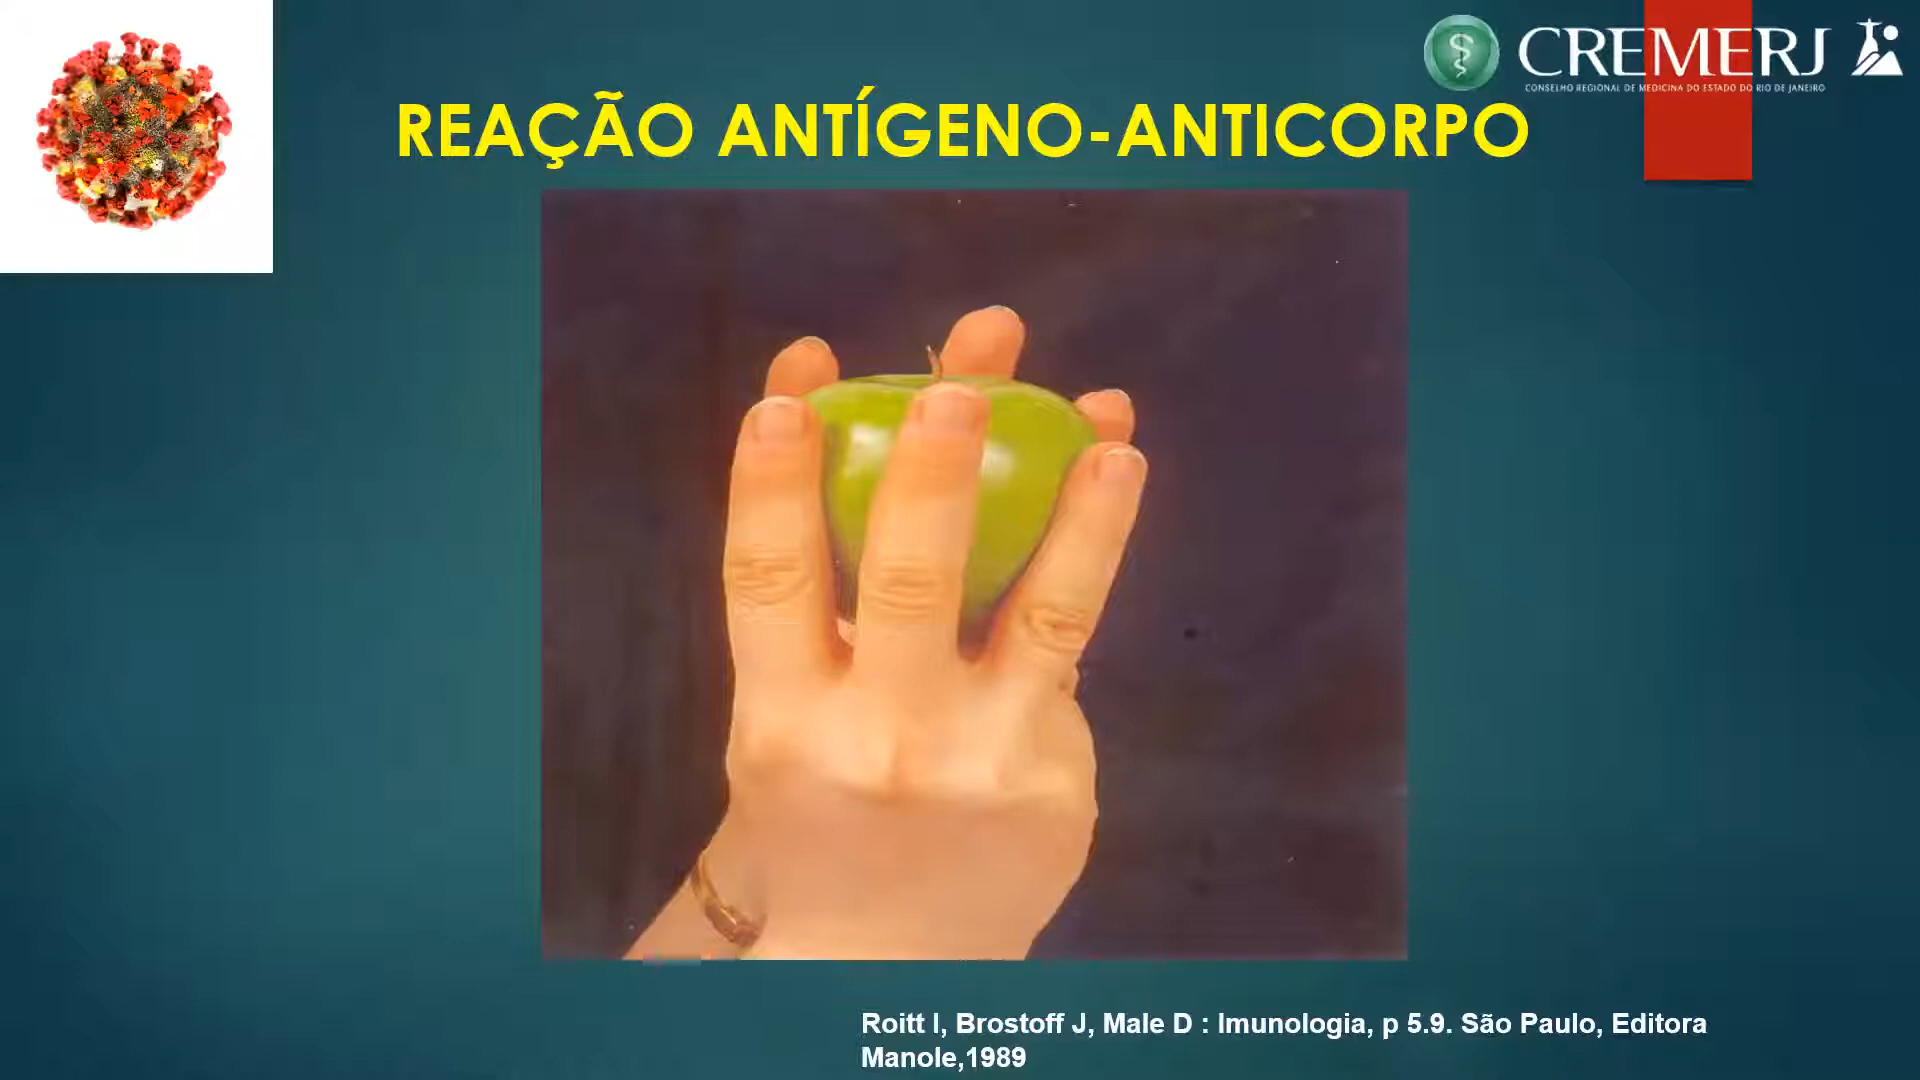 CREMERJ
CONSELHO REGIONAL DE MEDICINA DO ESTADO DO RIO DE JANEIRO
REAÇÃO ANTÍGENO-ANTICORPO
Roitt I, Brostoff J, Male D : Imunologia, p 5.9. São Paulo, Editora
Manole,1989